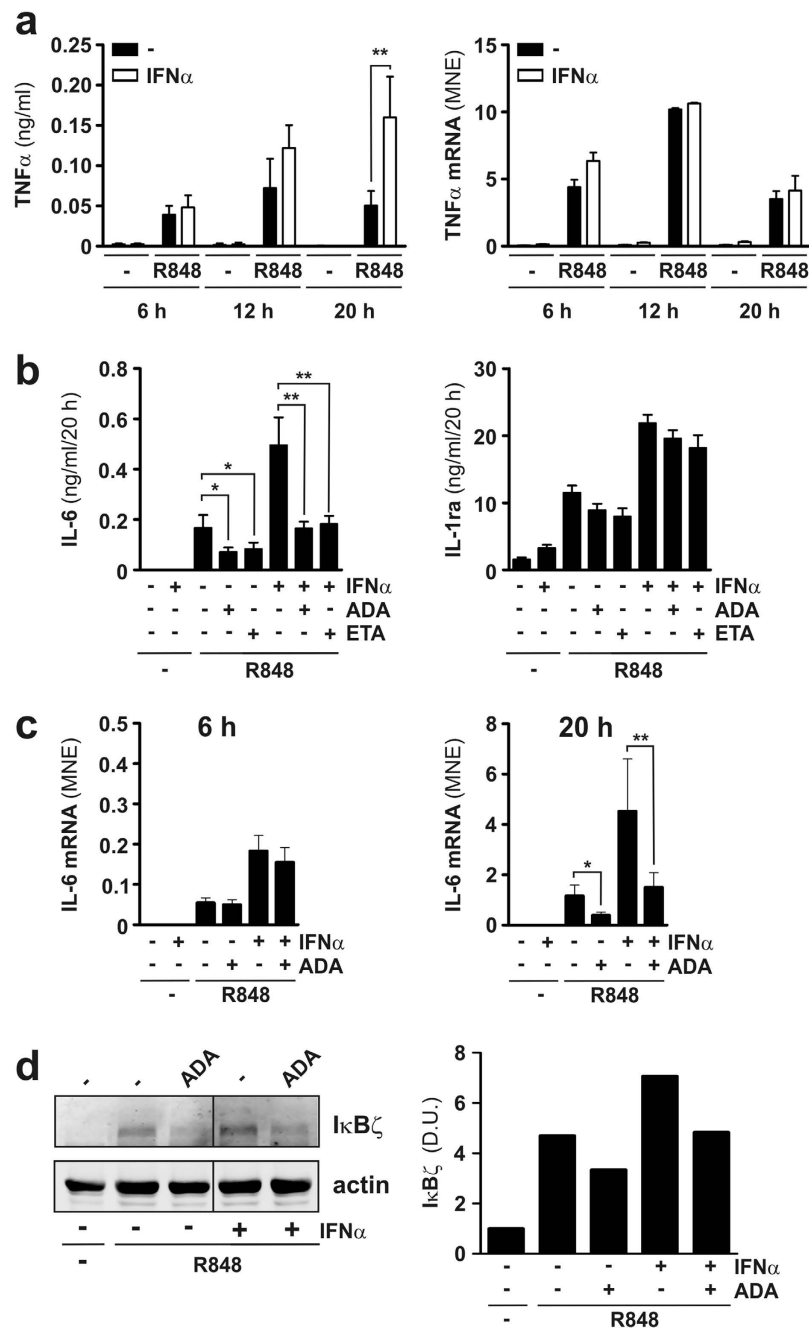 a
TNFα (ng/ml)
0.25
0.20
0.15
0.10
0.05
0
-
IFNα
**
- R848 - R848 - R848
6 h 12 h 20 h
TNFα mRNA (MNE)
15
10
5
0
-
IFNα
- R848 - R848 - R848
6 h 12 h 20 h
b
IL-6 (ng/ml/20 h)
0.8
0.6
0.4
0.2
0
*
*
**
**
- + - - - + + + IFNα
- - - + - - + - ADA
- - - - + - - + ETA
- R848
IL-1ra (ng/ml/20 h)
30
20
10
0
- + - - - + + + IFNα
- - - + - - + - ADA
- - - - + - - + ETA
- R848
c
6 h
IL-6 mRNA (MNE)
0.5
0.4
0.3
0.2
0.1
0
- + - - + + IFNα
- - - + - + ADA
- R848
20 h
IL-6 mRNA (MNE)
8
6
4
2
0
*
**
- + - - + + IFNα
- - - + - + ADA
- R848
d
- - ADA - ADA
IκBζ
actin
- - - + + IFNα
- R848
IκBζ (D.U.)
8
6
4
2
0
- - - + + IFNα
- - + - + ADA
- R848